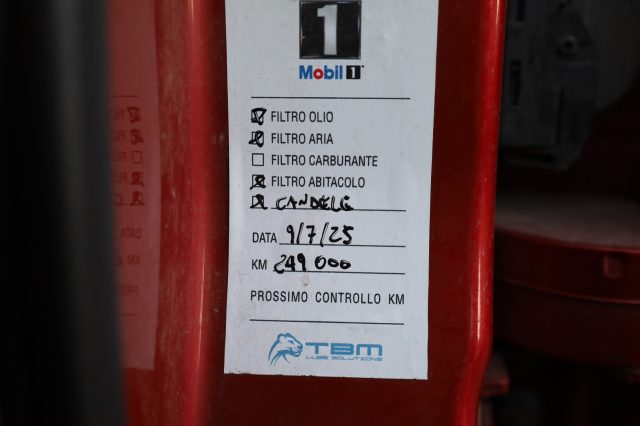 1
Mobil 1
FILTRO OLIO
FILTRO ARIA
FILTRO CARBURANTE
FILTRO ABITACOLO
CANDELE
DATA 9/7/25
KM 249 000
PROSSIMO CONTROLLO KM
TBM
LUBE SOLUTIONS